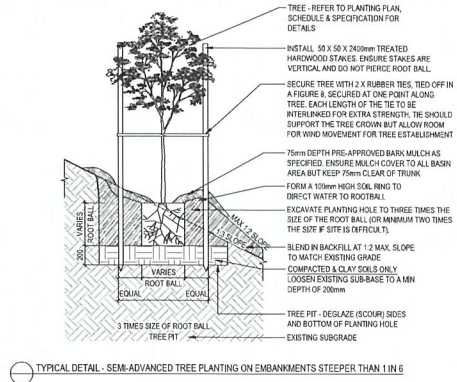 TREE - REFER TO PLANTING PLAN,
SCHEDULE & SPECIFICATION FOR
DETAILS
INSTALL 50 X 50 X 2400mm TREATED
HARDWOOD STAKES. ENSURE STAKES ARE
VERTICAL AND DO NOT PIERCE ROOT BALL.
SECURE TREE WITH 2 X RUBBER TIES, TIED OFF IN
A FIGURE 8, SECURED AT ONE POINT ALONG
TREE. EACH LENGTH OF THE TIE TO BE
INTERLINKED FOR EXTRA STRENGTH, TIE SHOULD
SUPPORT THE TREE CROWN BUT ALLOW ROOM
FOR WIND MOVEMENT FOR TREE ESTABLISHMENT
75mm DEPTH PRE-APPROVED BARK MULCH AS
SPECIFIED. ENSURE MULCH COVER TO ALL BASIN
AREA BUT KEEP 75mm CLEAR OF TRUNK
FORM A 100mm HIGH SOIL RING TO
DIRECT WATER TO ROOTBALL
EXCAVATE PLANTING HOLE TO THREE TIMES THE
SIZE OF THE ROOT BALL (OR MINIMUM TWO TIMES
THE SIZE IF SITE IS DIFFICULT).
BLEND IN BACKFILL AT 1:2 MAX. SLOPE
TO MATCH EXISTING GRADE
COMPACTED & CLAY SOILS ONLY
LOOSEN EXISTING SUB-BASE TO A MIN
DEPTH OF 200mm
TREE PIT - DEGLAZE (SCOUR) SIDES
AND BOTTOM OF PLANTING HOLE
EXISTING SUBGRADE
MAX 1:2 SLOPE
1:3 SLOPE
200
VARIES
ROOT BALL
VARIES
ROOT BALL
EQUAL
EQUAL
3 TIMES SIZE OF ROOT BALL
TREE PIT
TYPICAL DETAIL - SEMI-ADVANCED TREE PLANTING ON EMBANKMENTS STEEPER THAN 1 IN 6